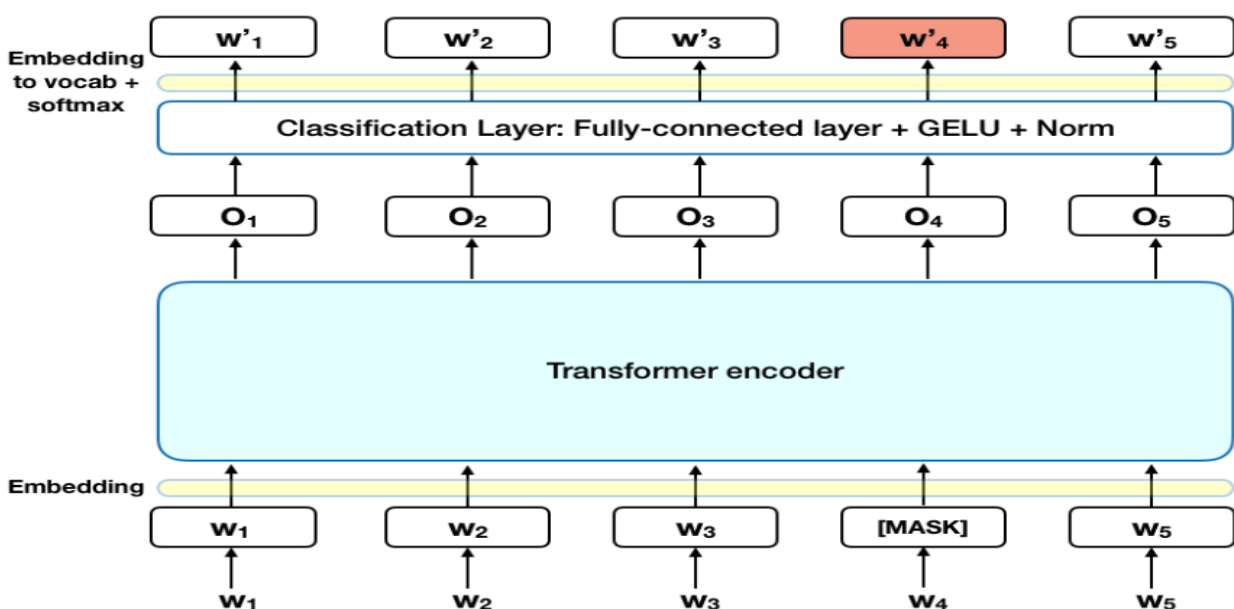 w'₁ w'₂ w'₃ w'₄ w'₅
Embedding
to vocab +
softmax
Classification Layer: Fully-connected layer + GELU + Norm
O₁ O₂ O₃ O₄ O₅
Transformer encoder
Embedding
w₁ w₂ w₃ [MASK] w₅
w₁ w₂ w₃ w₄ w₅